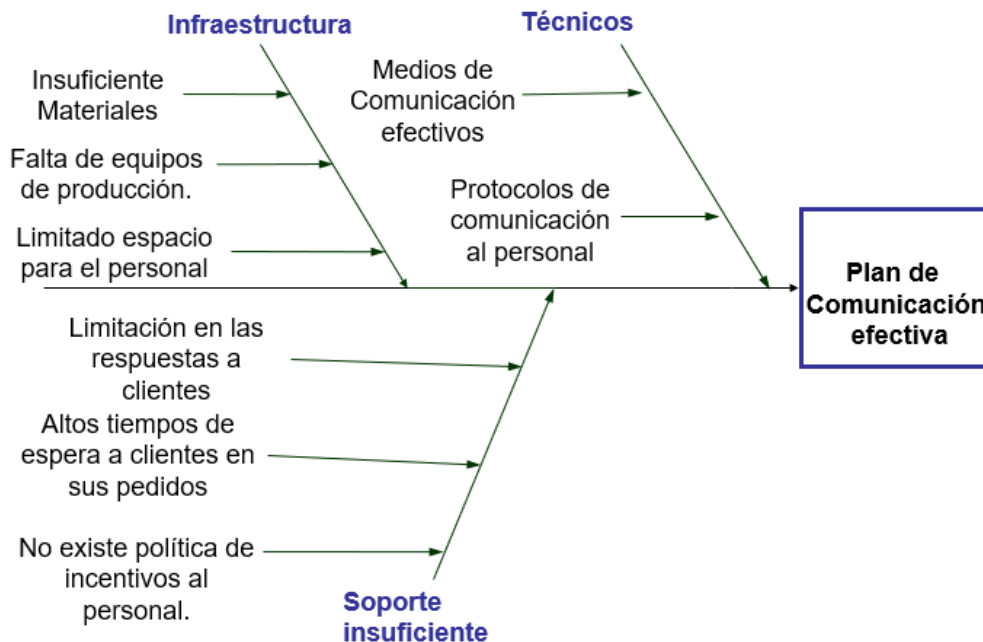 Infraestructura
Insuficiente
Materiales
Falta de equipos
de producción.
Limitado espacio
para el personal
Técnicos
Medios de
Comunicación
efectivos
Protocolos de
comunicación
al personal
Plan de
Comunicación
efectiva
Limitación en las
respuestas a
clientes
Altos tiempos de
espera a clientes en
sus pedidos
No existe política de
incentivos al
personal.
Soporte
insuficiente